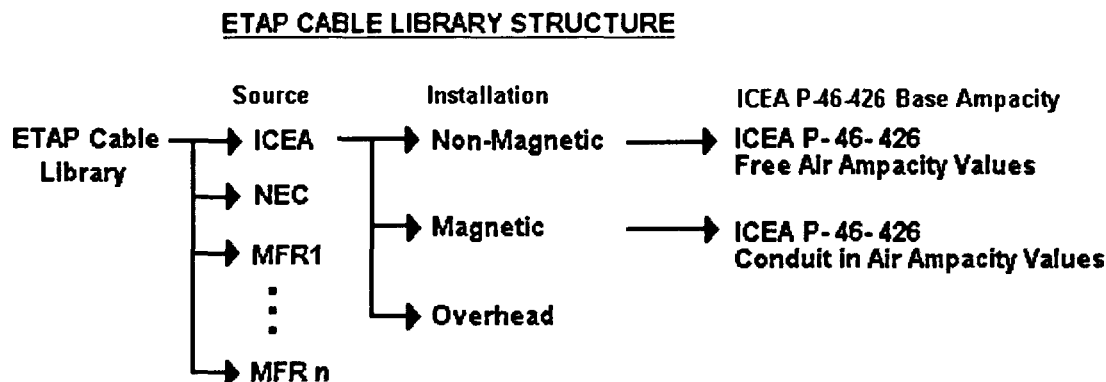 ETAP CABLE LIBRARY STRUCTURE
Source
Installation
ICEA P-46-426 Base Ampacity
ETAP Cable
Library
ICEA
Non-Magnetic
ICEA P-46-426
Free Air Ampacity Values
NEC
MFR1
Magnetic
ICEA P-46-426
Conduit in Air Ampacity Values
Overhead
MFR n